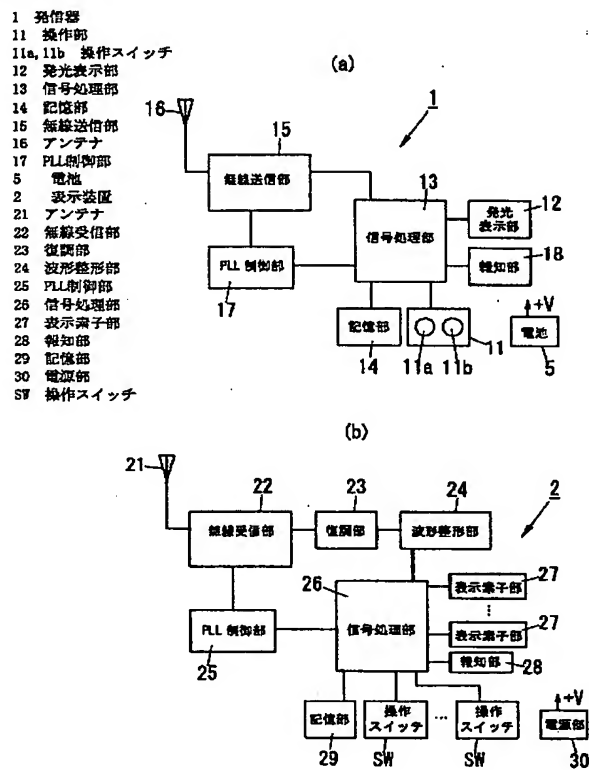 1 発信器
11 操作部
11a,11b 操作スイッチ
12 発光表示部
13 信号処理部
14 記憶部
15 無線送信部
16 アンテナ
17 PLL制御部
5 電池
2 表示装置
21 アンテナ
22 無線受信部
23 復調部
24 波形整形部
25 PLL制御部
26 信号処理部
27 表示素子部
28 報知部
29 記憶部
30 電源部
SW 操作スイッチ
(a)
1
16
15
無線送信部
13
信号処理部
12
発光
表示部
18
報知部
PLL 制御部
17
記憶部
14
11a 11b
11
+V
電池
5
(b)
2
21
22
無線受信部
23
復調部
24
波形整形部
26
信号処理部
27
表示素子部
⋮
27
表示素子部
報知部
28
PLL 制御部
25
記憶部
29
操作
スイッチ
SW
…
操作
スイッチ
SW
+V
電源部
30